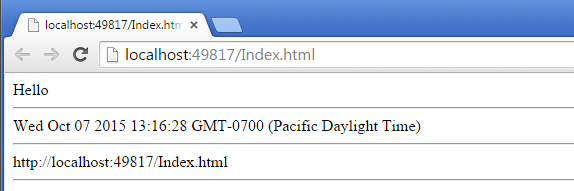 localhost:49817/Index.htm
localhost:49817/Index.html
Hello
Wed Oct 07 2015 13:16:28 GMT-0700 (Pacific Daylight Time)
http://localhost:49817/Index.html